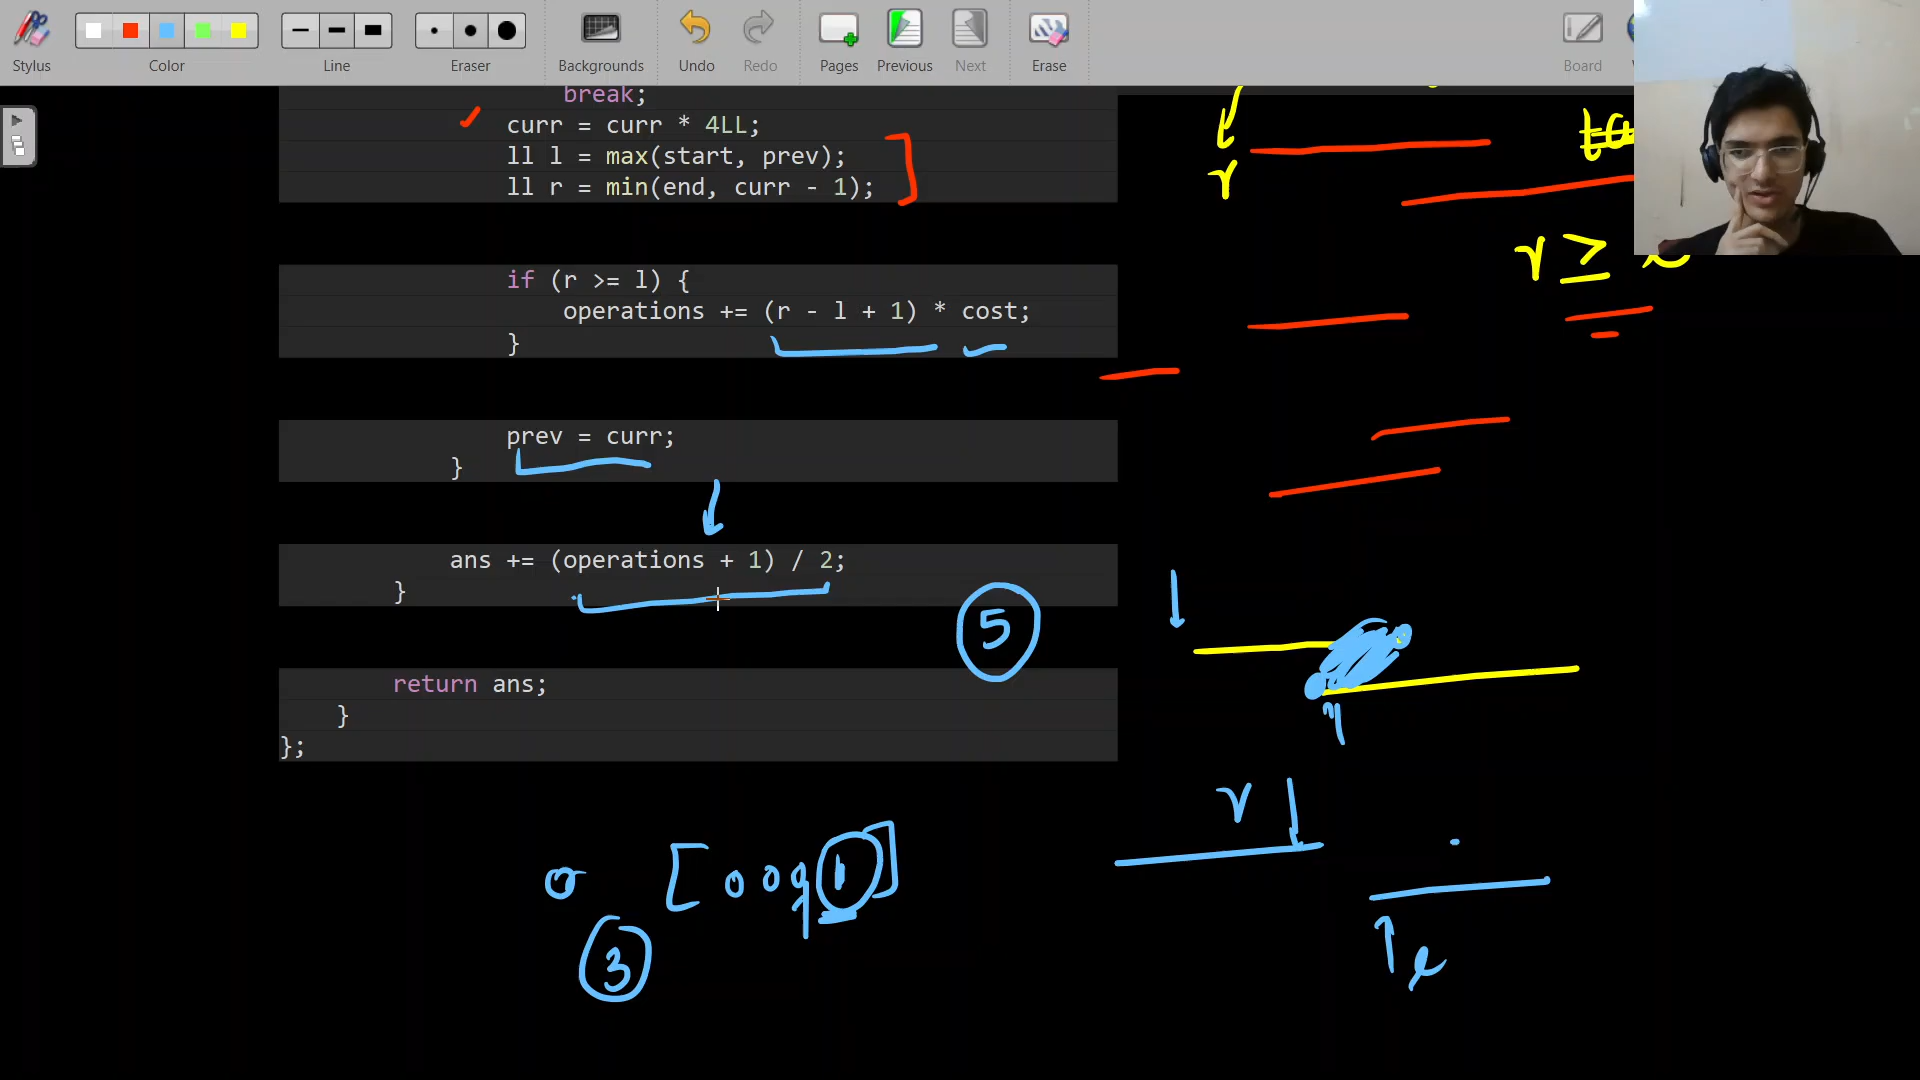 Stylus Color Line Eraser Backgrounds Undo Redo Pages Previous Next Erase Board
break;
curr = curr * 4LL;
ll l = max(start, prev);
ll r = min(end, curr - 1);
r
r ≥
if (r >= l) {
operations += (r - l + 1) * cost;
}
prev = curr;
}
ans += (operations + 1) / 2;
}
5
return ans;
}
};
r
3
l